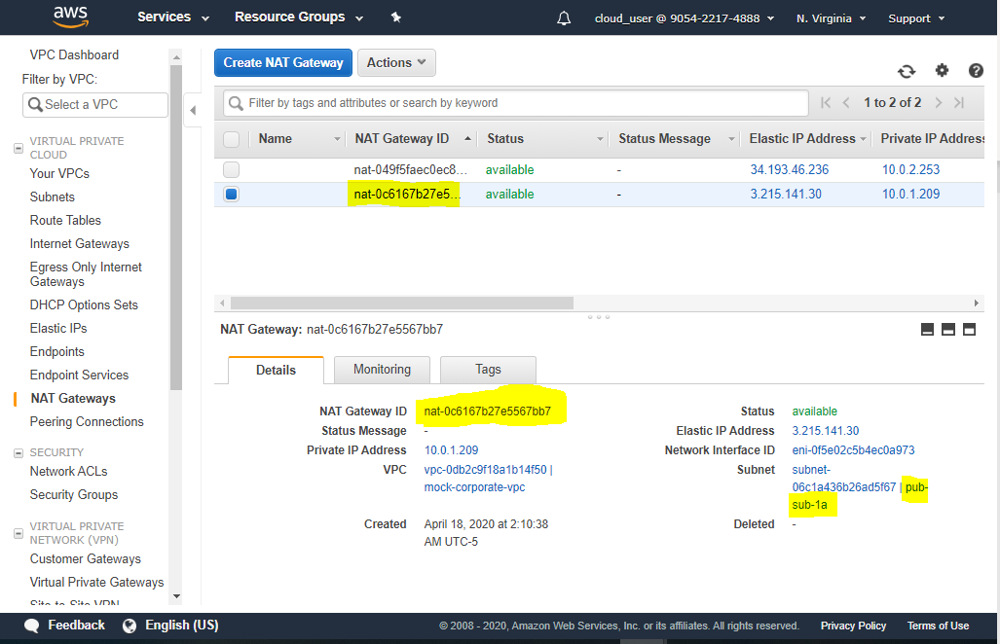 aws Services Resource Groups cloud_user @ 9054-2217-4888 N. Virginia Support
VPC Dashboard
Filter by VPC:
Select a VPC
VIRTUAL PRIVATE
CLOUD
Your VPCs
Subnets
Route Tables
Internet Gateways
Egress Only Internet
Gateways
DHCP Options Sets
Elastic IPs
Endpoints
Endpoint Services
NAT Gateways
Peering Connections
SECURITY
Network ACLs
Security Groups
VIRTUAL PRIVATE
NETWORK (VPN)
Customer Gateways
Virtual Private Gateways
Site-to-Site VPN
Create NAT Gateway Actions
Filter by tags and attributes or search by keyword 1 to 2 of 2
Name NAT Gateway ID Status Status Message Elastic IP Address Private IP Address
nat-049f5faec0ec8... available - 34.193.46.236 10.0.2.253
nat-0c6167b27e5... available - 3.215.141.30 10.0.1.209
NAT Gateway: nat-0c6167b27e5567bb7
Details Monitoring Tags
NAT Gateway ID nat-0c6167b27e5567bb7 Status available
Status Message - Elastic IP Address 3.215.141.30
Private IP Address 10.0.1.209 Network Interface ID eni-0f5e02c5b4ec0a973
VPC vpc-0db2c9f18a1b14f50 | Subnet subnet-
mock-corporate-vpc 06c1a436b26ad5f67 | pub-
sub-1a
Created April 18, 2020 at 2:10:38 Deleted -
AM UTC-5
Feedback English (US) © 2008 - 2020, Amazon Web Services, Inc. or its affiliates. All rights reserved. Privacy Policy Terms of Use